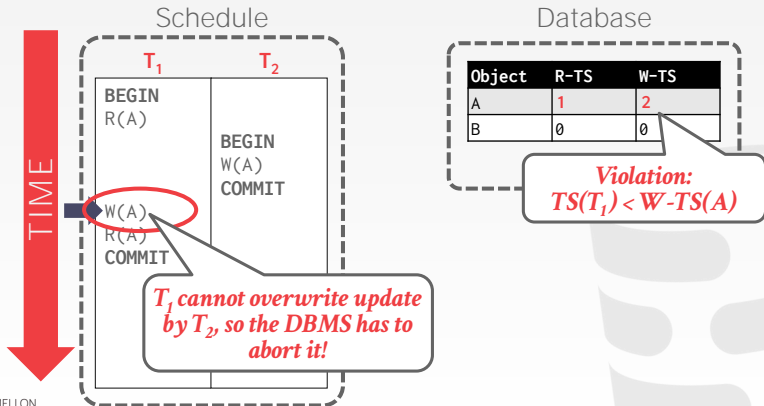 Schedule
Database
T1 T2
BEGIN
R(A)
BEGIN
W(A)
COMMIT
W(A)
R(A)
COMMIT
TIME
T1 cannot overwrite update
by T2, so the DBMS has to
abort it!
Object R-TS W-TS
A 1 2
B 0 0
Violation:
TS(T1) < W-TS(A)